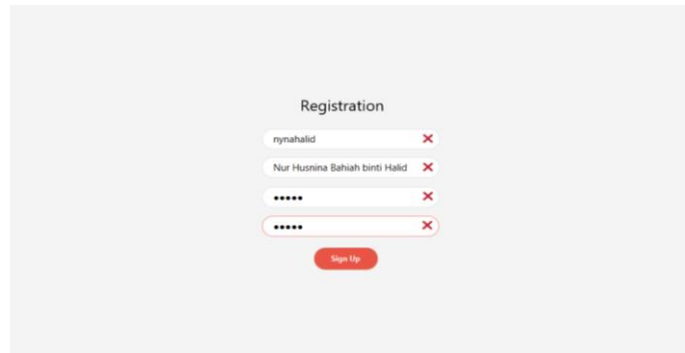 Registration
nynahalid
Nur Husnina Bahiah binti Halid
•••••
•••••
Sign Up